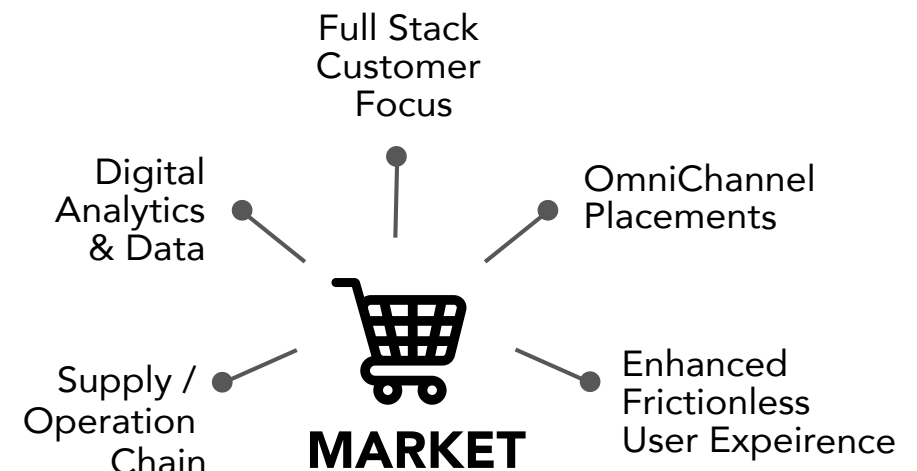 Full Stack
Customer
Focus
Digital
Analytics
& Data
OmniChannel
Placements
Supply /
Operation
Chain
Enhanced
Frictionless
User Expeirence
MARKET